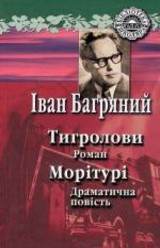 Іван Багряний
Тигролови
Роман
Морітурі
Драматична
повість